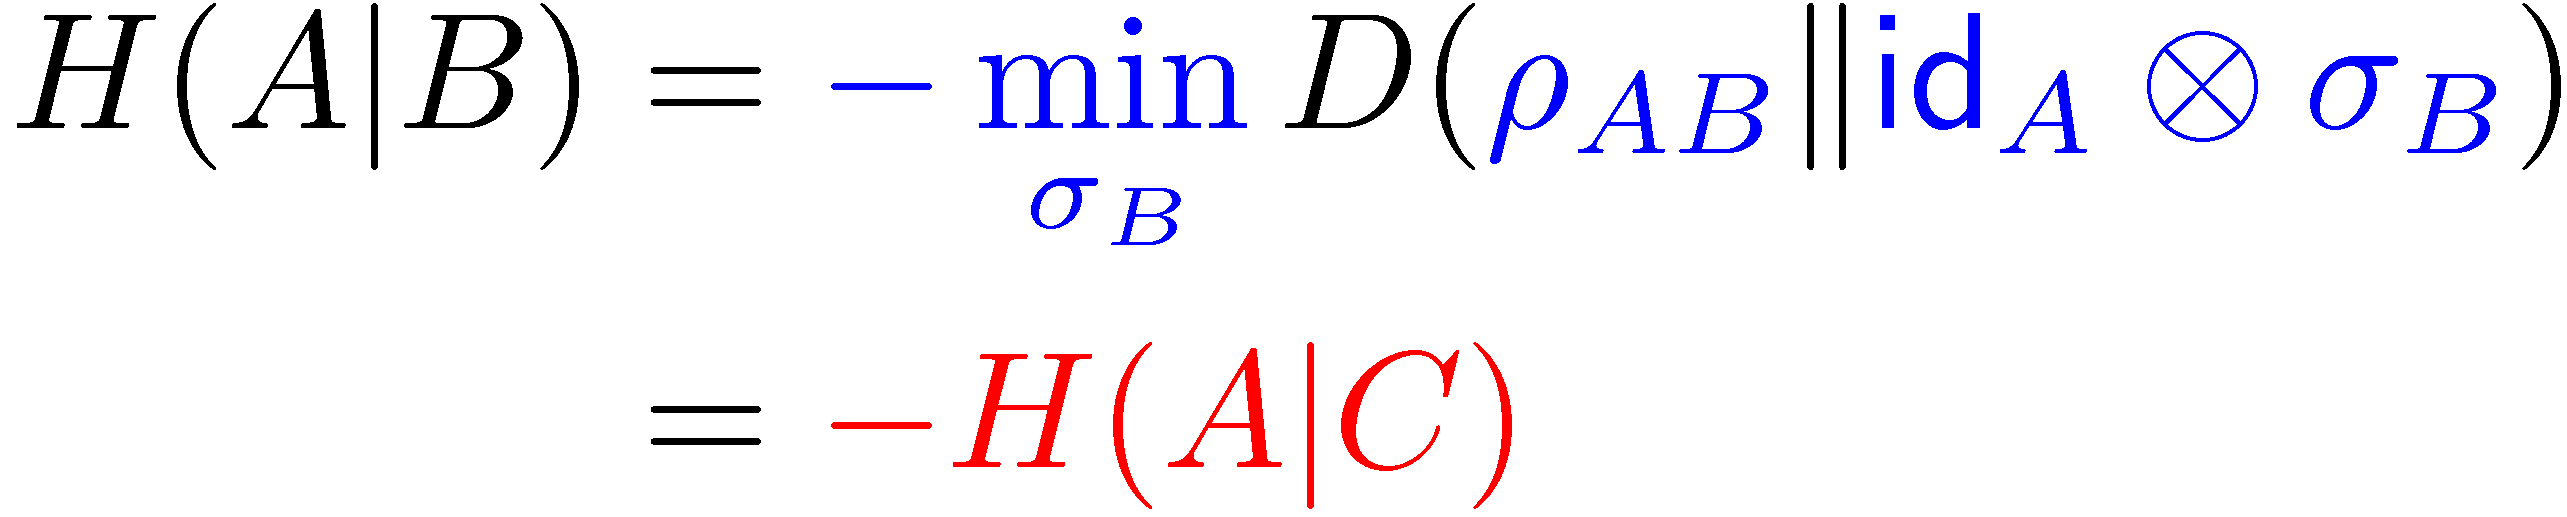 H(A|B) = − min_{σ_B} D(ρ_{AB}‖id_A ⊗ σ_B)
= −H(A|C)